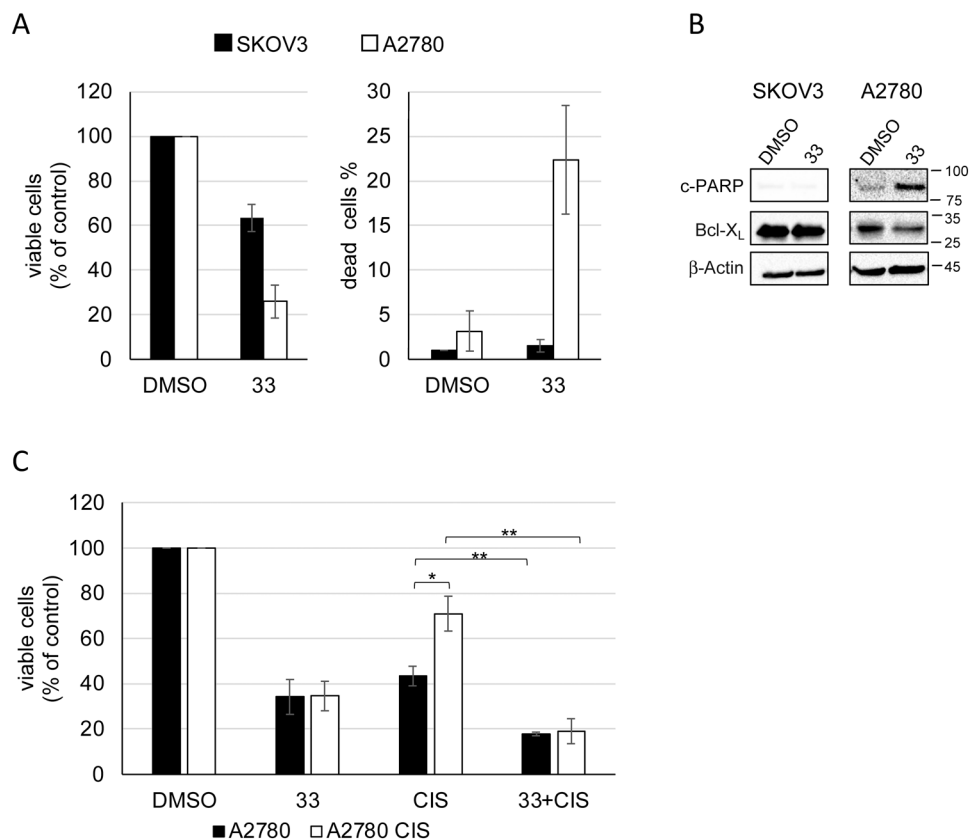 A
SKOV3 A2780
viable cells
(% of control)
120
100
80
60
40
20
0
DMSO 33
dead cells %
30
25
20
15
10
5
0
DMSO 33
B
SKOV3 A2780
DMSO 33 DMSO 33
c-PARP
100
75
Bcl-XL
35
25
β-Actin
45
C
viable cells
(% of control)
120
100
80
60
40
20
0
**
**
*
DMSO 33 CIS 33+CIS
A2780 A2780 CIS